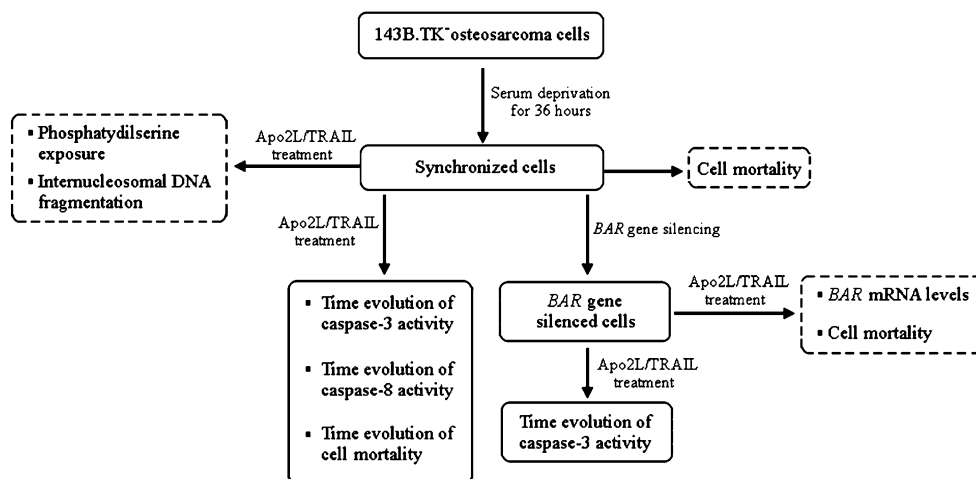 143B.TK⁻osteosarcoma cells
Serum deprivation
for 36 hours
▪ Phosphatydilserine
exposure
▪ Internucleosomal DNA
fragmentation
Apo2L/TRAIL
treatment
Synchronized cells
Cell mortality
Apo2L/TRAIL
treatment
BAR gene silencing
▪ Time evolution of
caspase-3 activity
▪ Time evolution of
caspase-8 activity
▪ Time evolution of
cell mortality
BAR gene
silenced cells
Apo2L/TRAIL
treatment
▪ BAR mRNA levels
▪ Cell mortality
Apo2L/TRAIL
treatment
Time evolution of
caspase-3 activity